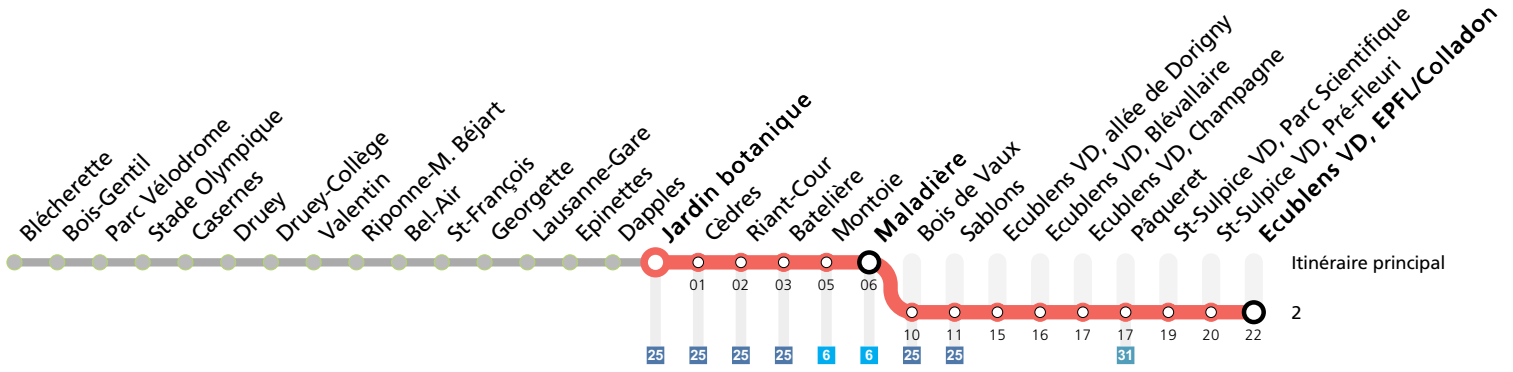 Blécherette
Bois-Gentil
Parc Vélodrome
Stade Olympique
Casernes
Druey
Druey-Collège
Valentin
Riponne-M. Béjart
Bel-Air
St-François
Georgette
Lausanne-Gare
Epinettes
Dapples
Jardin botanique
Cèdres
Riant-Cour
Batelière
Montoie
Maladière
Bois de Vaux
Sablons
Ecublens VD, allée de Dorigny
Ecublens VD, Blévallaire
Ecublens VD, Champagne
Pâqueret
St-Sulpice VD, Parc Scientifique
St-Sulpice VD, Pré-Fleuri
Ecublens VD, EPFL/Colladon
Itinéraire principal
01 02 03 05 06
2
10 11 15 16 17 17 19 20 22
25 25 25 25 6 6 25 25 31